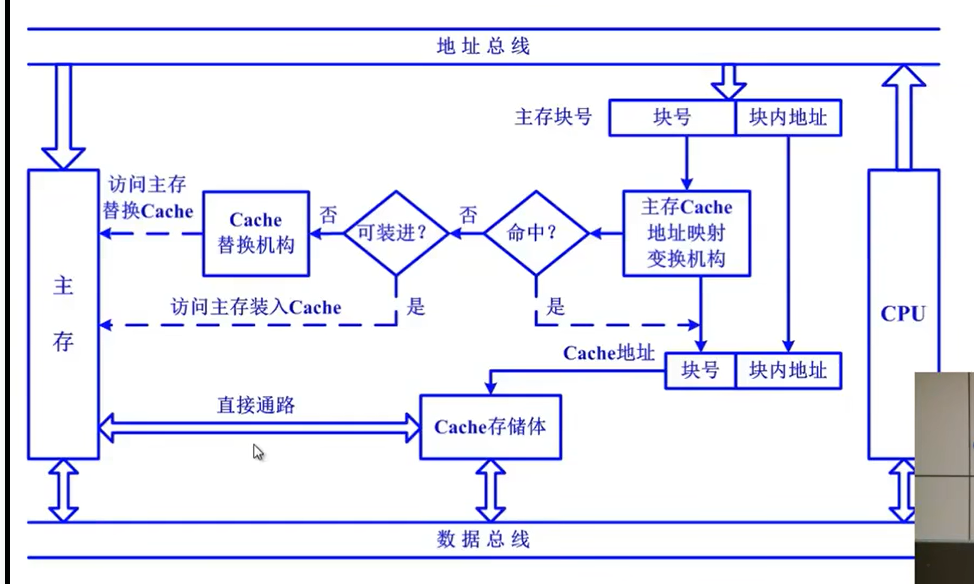 地址总线
主存块号
块号
块内地址
访问主存
替换Cache
Cache
替换机构
否
可装进？
否
命中？
主存Cache
地址映射
变换机构
主
存
访问主存装入Cache
是
是
CPU
Cache地址
块号
块内地址
直接通路
Cache存储体
数据总线